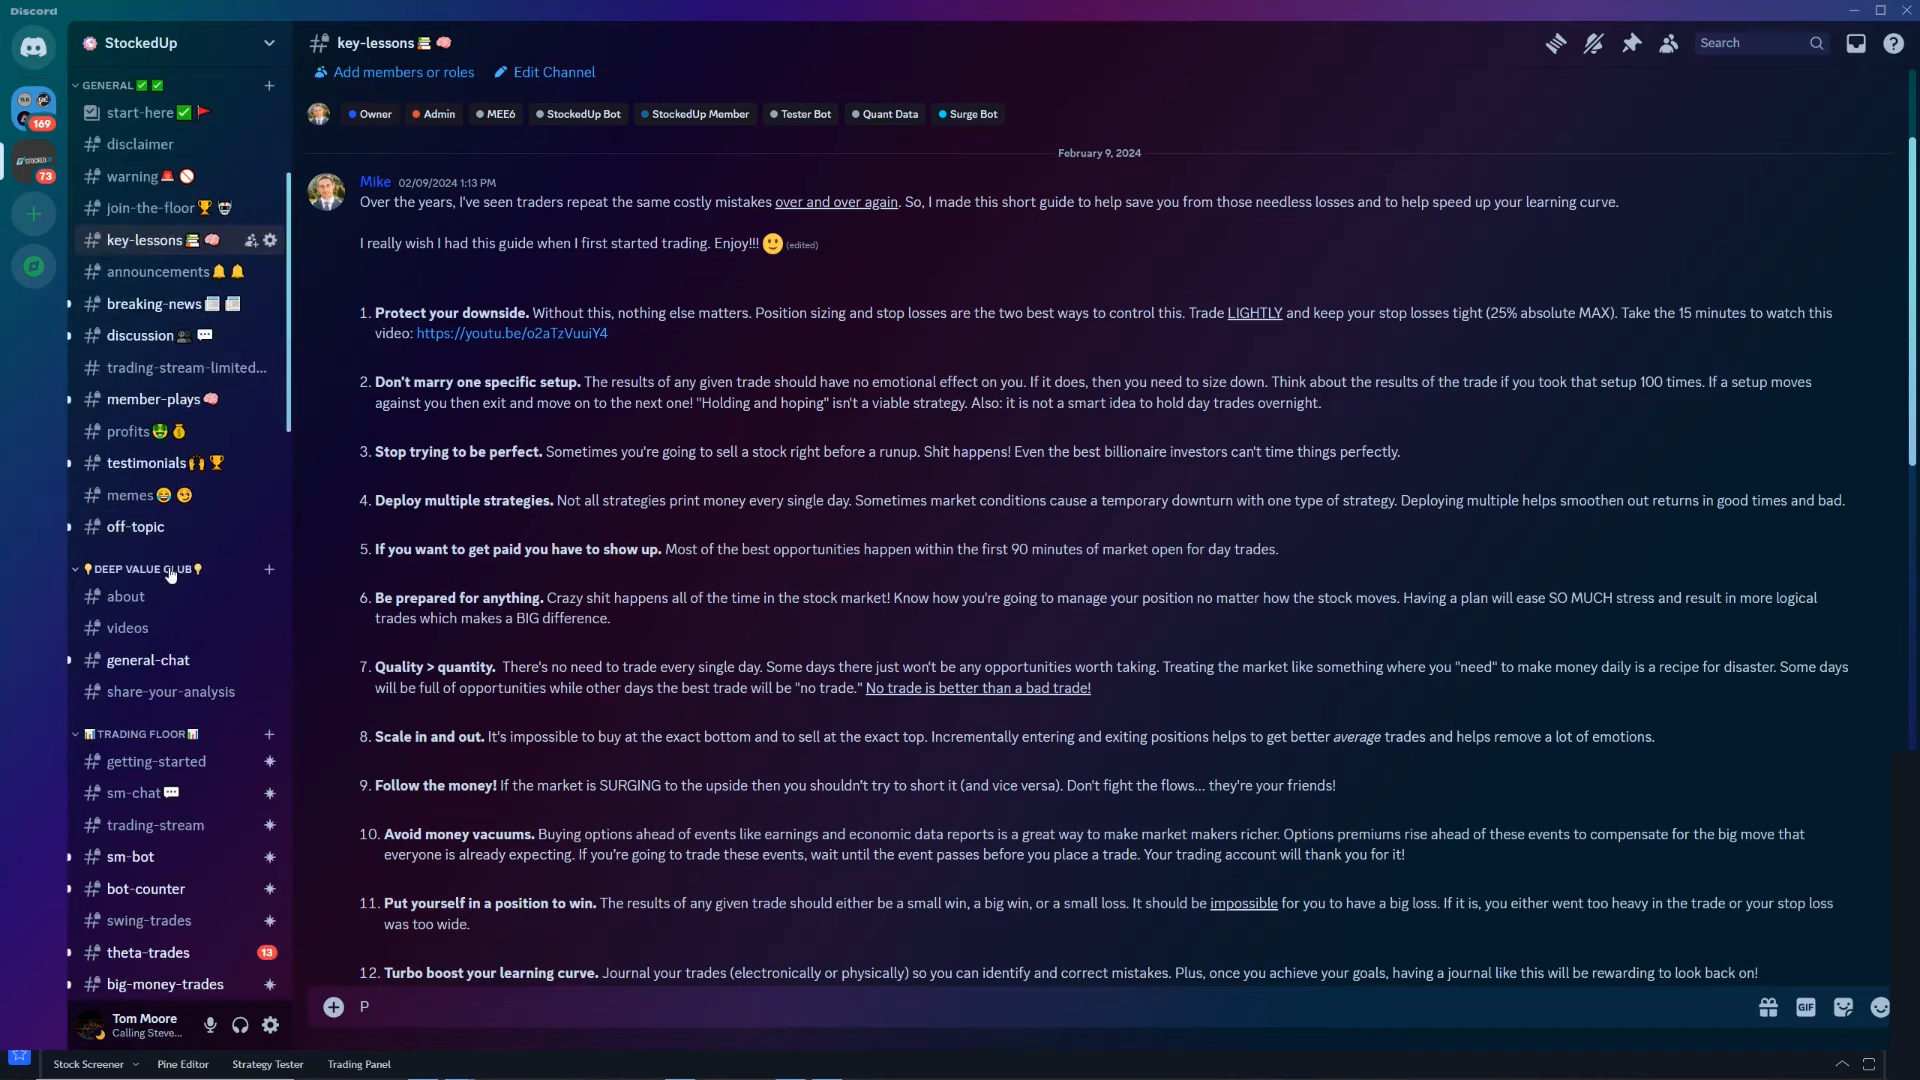 Discord
StockedUp
key-lessons
Search
Add members or roles
Edit Channel
Owner
Admin
MEE6
StockedUp Bot
StockedUp Member
Tester Bot
Quant Data
Surge Bot
169
73
GENERAL
start-here
disclaimer
warning
join-the-floor
key-lessons
announcements
breaking-news
discussion
trading-stream-limited...
member-plays
profits
testimonials
memes
off-topic
DEEP VALUE CLUB
about
videos
general-chat
share-your-analysis
TRADING FLOOR
getting-started
sm-chat
trading-stream
sm-bot
bot-counter
swing-trades
theta-trades
13
big-money-trades
Tom Moore
Calling Steve...
February 9, 2024
Mike 02/09/2024 1:13 PM
Over the years, I've seen traders repeat the same costly mistakes over and over again. So, I made this short guide to help save you from those needless losses and to help speed up your learning curve.
I really wish I had this guide when I first started trading. Enjoy!!! 🙂 (edited)
1. Protect your downside. Without this, nothing else matters. Position sizing and stop losses are the two best ways to control this. Trade LIGHTLY and keep your stop losses tight (25% absolute MAX). Take the 15 minutes to watch this
video: https://youtu.be/o2aTzVuuiY4
2. Don't marry one specific setup. The results of any given trade should have no emotional effect on you. If it does, then you need to size down. Think about the results of the trade if you took that setup 100 times. If a setup moves
against you then exit and move on to the next one! "Holding and hoping" isn't a viable strategy. Also: it is not a smart idea to hold day trades overnight.
3. Stop trying to be perfect. Sometimes you're going to sell a stock right before a runup. Shit happens! Even the best billionaire investors can't time things perfectly.
4. Deploy multiple strategies. Not all strategies print money every single day. Sometimes market conditions cause a temporary downturn with one type of strategy. Deploying multiple helps smoothen out returns in good times and bad.
5. If you want to get paid you have to show up. Most of the best opportunities happen within the first 90 minutes of market open for day trades.
6. Be prepared for anything. Crazy shit happens all of the time in the stock market! Know how you're going to manage your position no matter how the stock moves. Having a plan will ease SO MUCH stress and result in more logical
trades which makes a BIG difference.
7. Quality > quantity. There's no need to trade every single day. Some days there just won't be any opportunities worth taking. Treating the market like something where you "need" to make money daily is a recipe for disaster. Some days
will be full of opportunities while other days the best trade will be "no trade." No trade is better than a bad trade!
8. Scale in and out. It's impossible to buy at the exact bottom and to sell at the exact top. Incrementally entering and exiting positions helps to get better average trades and helps remove a lot of emotions.
9. Follow the money! If the market is SURGING to the upside then you shouldn't try to short it (and vice versa). Don't fight the flows... they're your friends!
10. Avoid money vacuums. Buying options ahead of events like earnings and economic data reports is a great way to make market makers richer. Options premiums rise ahead of these events to compensate for the big move that
everyone is already expecting. If you're going to trade these events, wait until the event passes before you place a trade. Your trading account will thank you for it!
11. Put yourself in a position to win. The results of any given trade should either be a small win, a big win, or a small loss. It should be impossible for you to have a big loss. If it is, you either went too heavy in the trade or your stop loss
was too wide.
12. Turbo boost your learning curve. Journal your trades (electronically or physically) so you can identify and correct mistakes. Plus, once you achieve your goals, having a journal like this will be rewarding to look back on!
P
GIF
Stock Screener
Pine Editor
Strategy Tester
Trading Panel